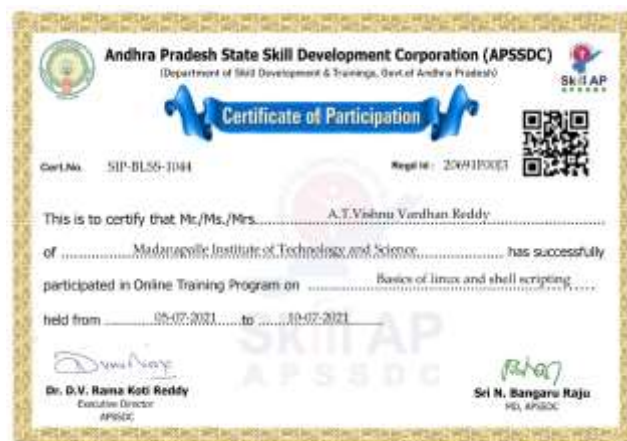 Andhra Pradesh State Skill Development Corporation (APSSDC)
(Department of Skill Development & Trainings, Govt.of Andhra Pradesh)
Skill AP
APSSDC
Certificate of Participation
Cert.No. SIP-BLSS-1044
Regd Id :
This is to certify that Mr./Ms./Mrs. A.T.Vishnu Vardhan Reddy
of Madanapalle Institute of Technology and Science has successfully
participated in Online Training Program on Basics of linux and shell scripting
held from 05-07-2021 to 10-07-2021
Skill AP
APSSDC
Dr. D.V. Rama Koti Reddy
Executive Director
APSSDC
Sri N. Bangaru Raju
MD, APSSDC